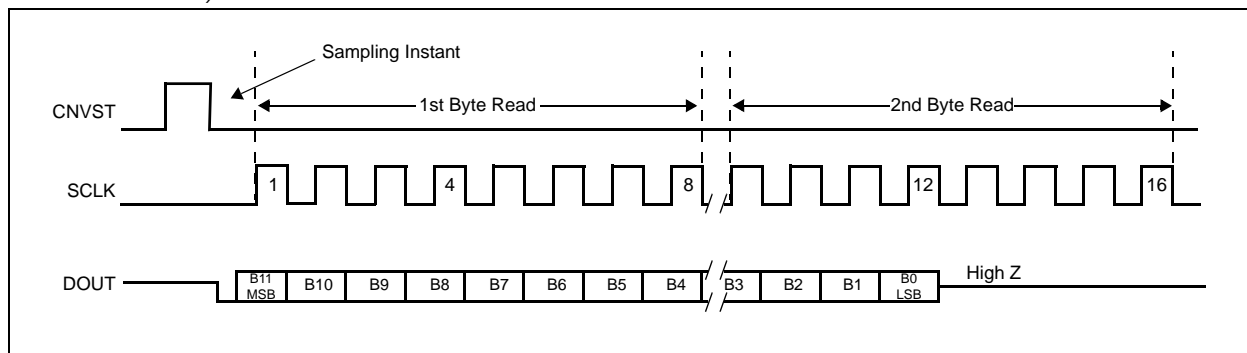 Sampling Instant
CNVST
1st Byte Read
2nd Byte Read
SCLK
1
4
8
12
16
DOUT
B11
MSB
B10
B9
B8
B7
B6
B5
B4
B3
B2
B1
B0
LSB
High Z